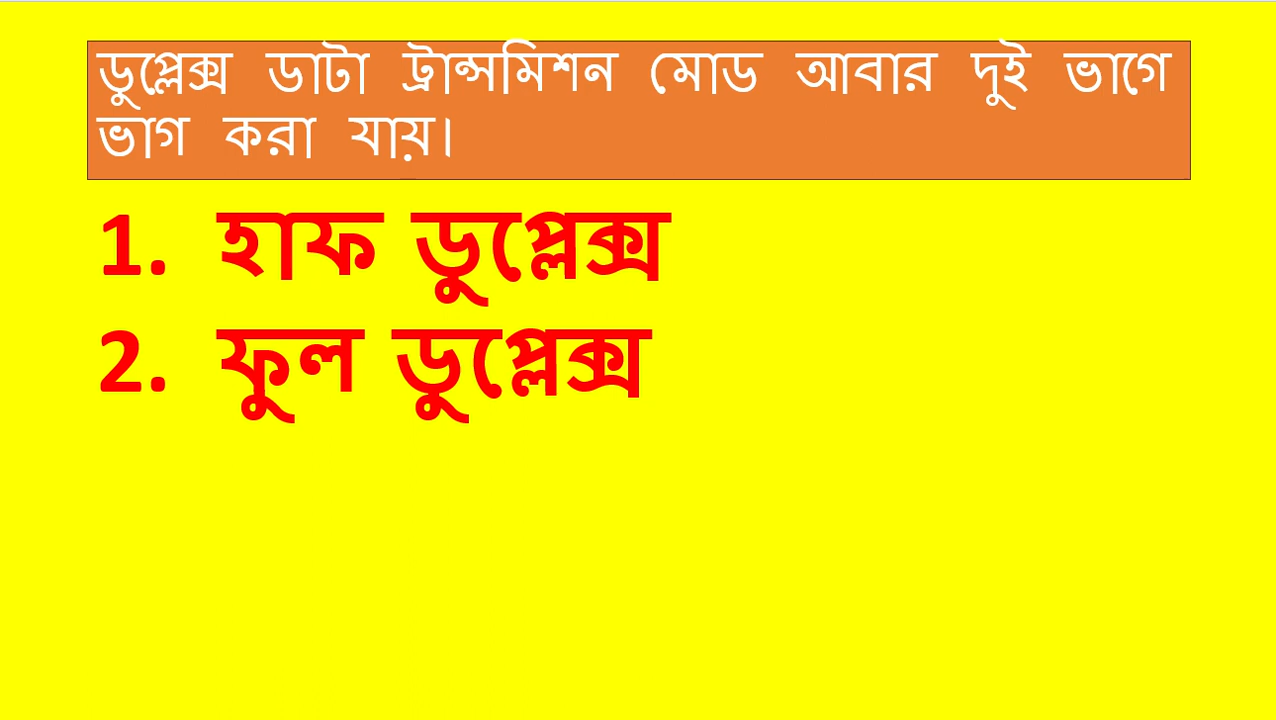 ডুপ্লেক্স ডাটা ট্রান্সমিশন মোড আবার দুই ভাগে
ভাগ করা যায়।
1. হাফ ডুপ্লেক্স
2. ফুল ডুপ্লেক্স